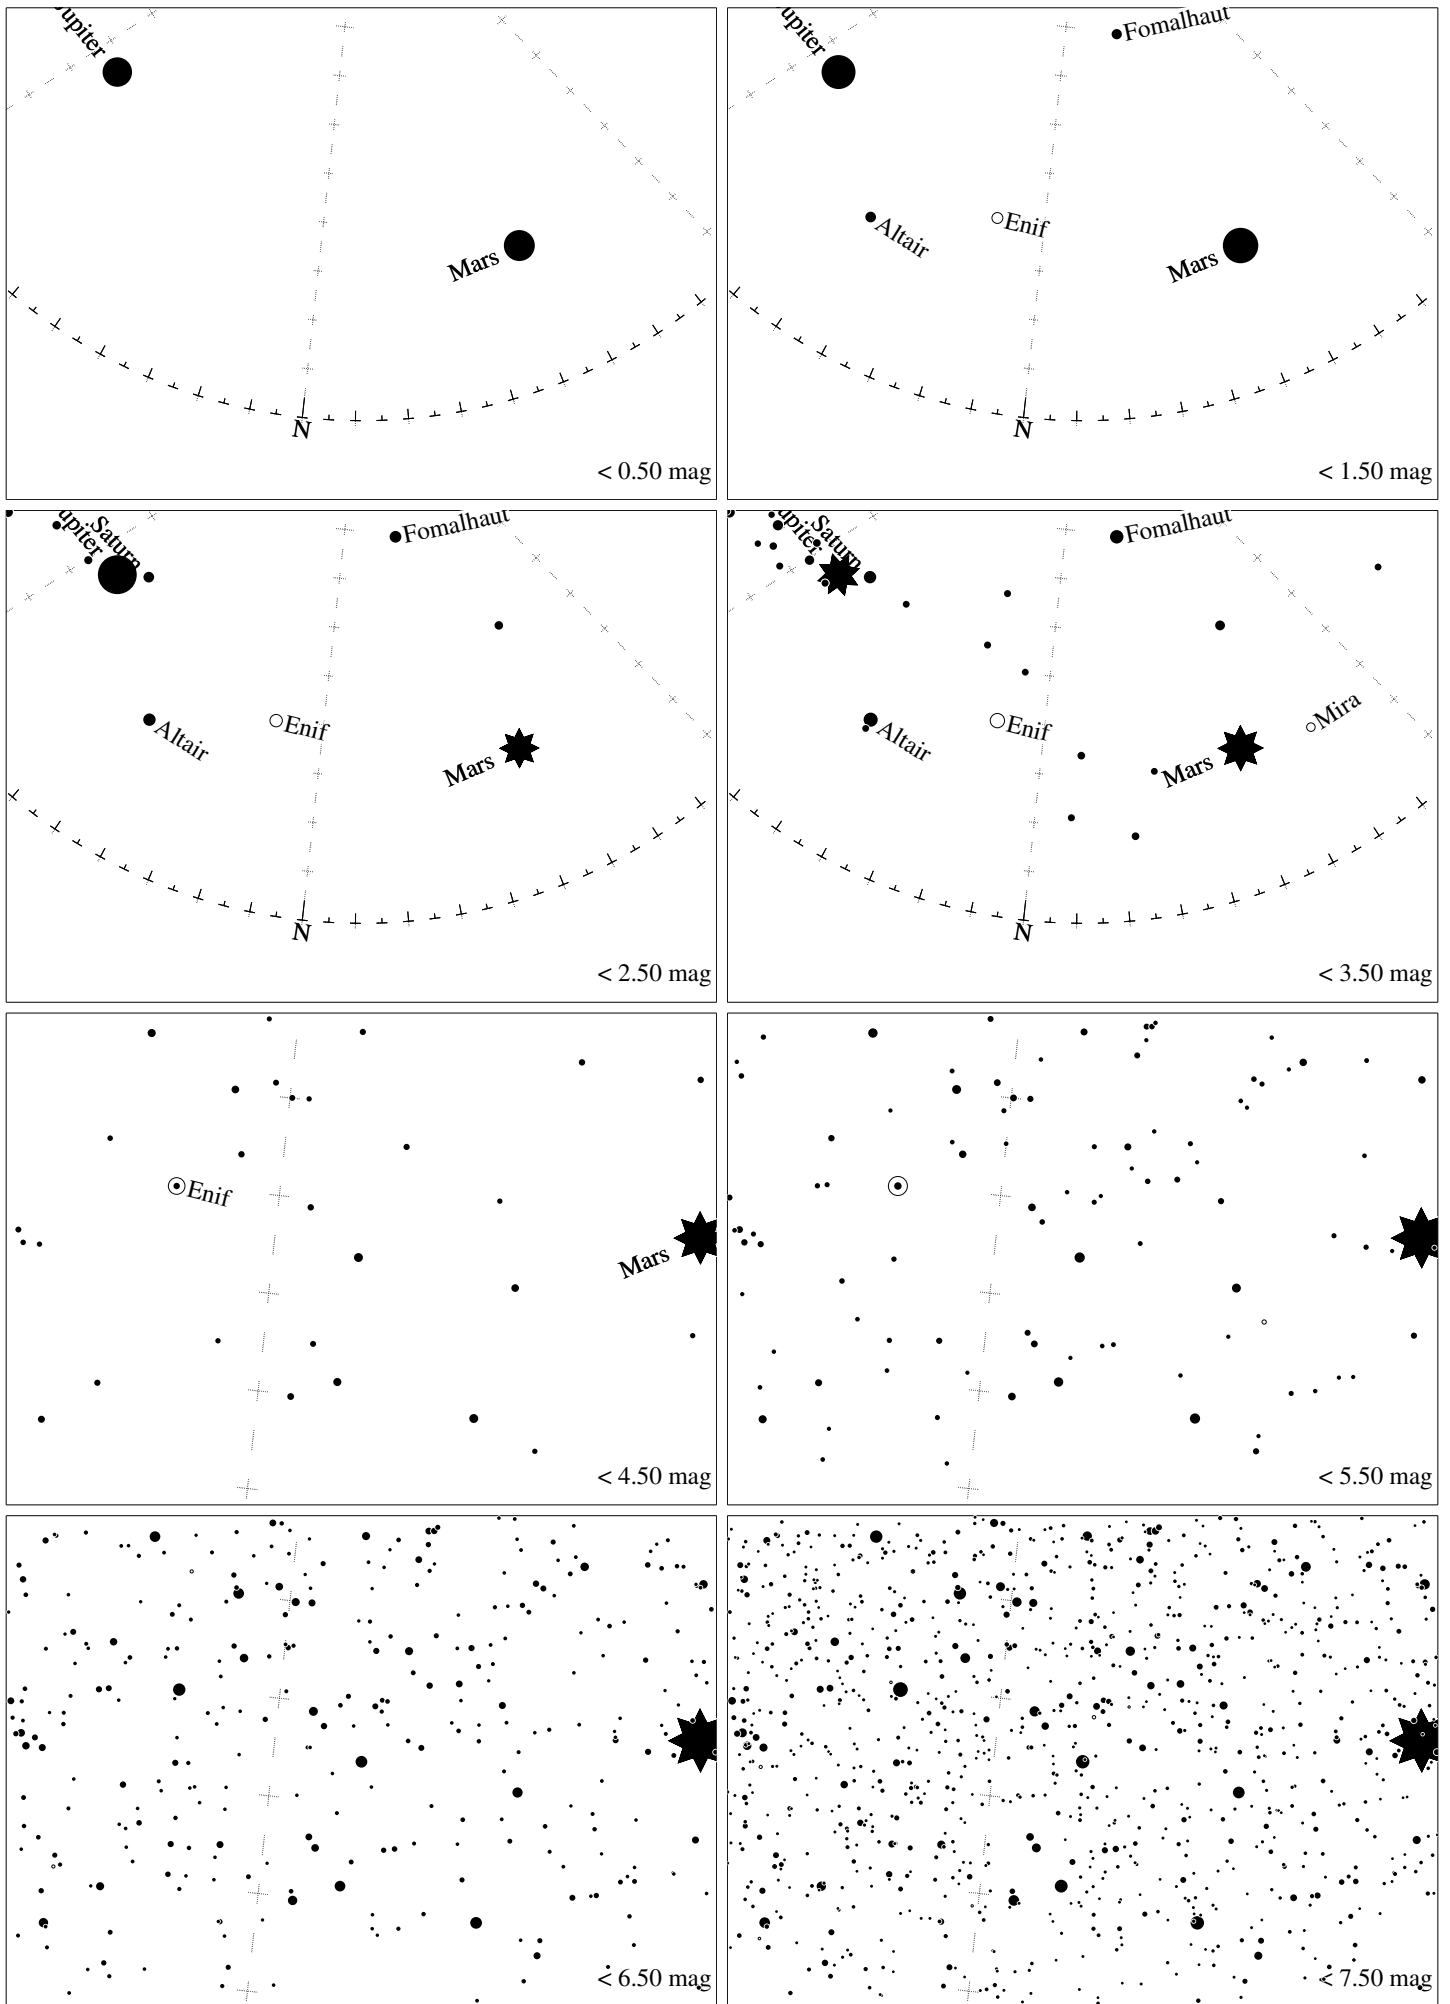 upiter
Mars
N
< 0.50 mag
upiter
Fomalhaut
Altair
Enif
Mars
N
< 1.50 mag
upiter
Saturn
Fomalhaut
Altair
Enif
Mars
N
< 2.50 mag
upiter
Saturn
Fomalhaut
Altair
Enif
Mira
Mars
N
< 3.50 mag
Enif
Mars
< 4.50 mag
< 5.50 mag
< 6.50 mag
< 7.50 mag